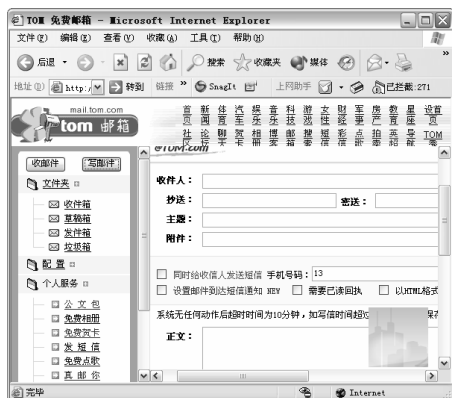 TOM 免费邮箱 - Microsoft Internet Explorer
文件(F) 编辑(E) 查看(V) 收藏(A) 工具(T) 帮助(H)
后退 搜索 收藏夹 媒体
地址(D) http:/ 转到 链接 » SnagIt 上网助手 已拦截:271
mail.tom.com
tom 邮箱
首页 新闻 体育 汽车 娱乐 音乐 科技 游戏 女性 财经 军事 房产 教育 星座 设首页
社区 论坛 聊天 贺卡 相册 博客 邮箱 搜索 短信 彩票 点歌 拍卖 英超 导航 TOM
@TOM.com
收邮件 写邮件
文件夹
收件箱
草稿箱
发件箱
垃圾箱
配 置
个人服务
公 文 包
免费相册
免费贺卡
发 短 信
免费点歌
真 邮 你
收件人：
抄送： 密送：
主题：
附件：
同时给收信人发送短信 手机号码：13
设置邮件到达短信通知 NEW 需要已读回执 以HTML格式
系统无任何动作后超时时间为10分钟，如写信时间超过
正文：
完毕 Internet